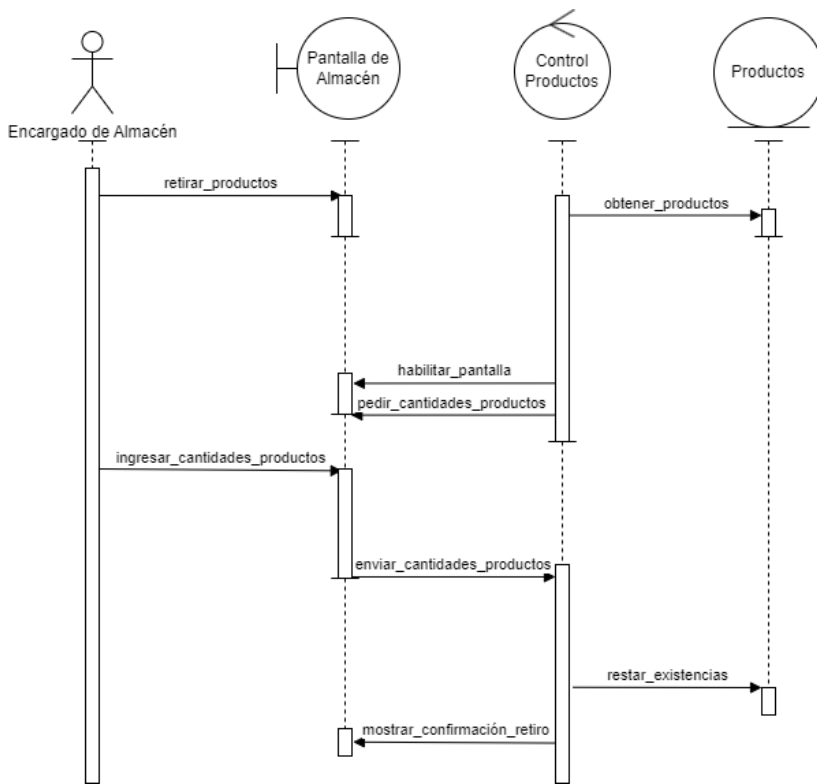 Pantalla de
Almacén
Control
Productos
Productos
Encargado de Almacén
retirar_productos
obtener_productos
habilitar_pantalla
pedir_cantidades_productos
ingresar_cantidades_productos
enviar_cantidades_productos
restar_existencias
mostrar_confirmación_retiro